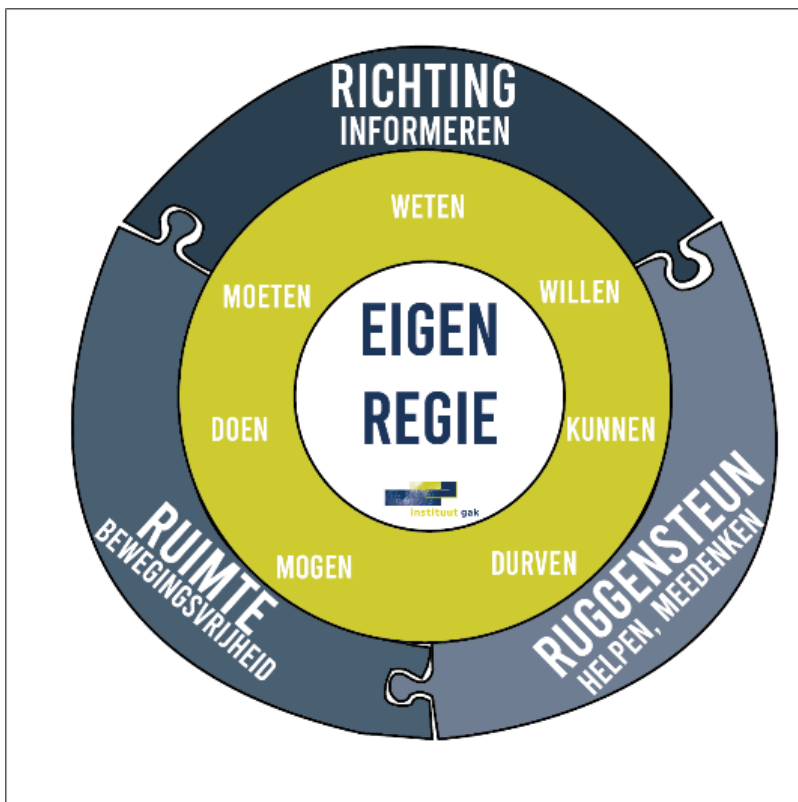 RICHTING
INFORMEREN
WETEN
WILLEN
KUNNEN
DURVEN
MOGEN
DOEN
MOETEN
EIGEN
REGIE
instituut gak
RUGGENSTEUN
HELPEN, MEEDENKEN
RUIMTE
BEWEGINGSVRIJHEID